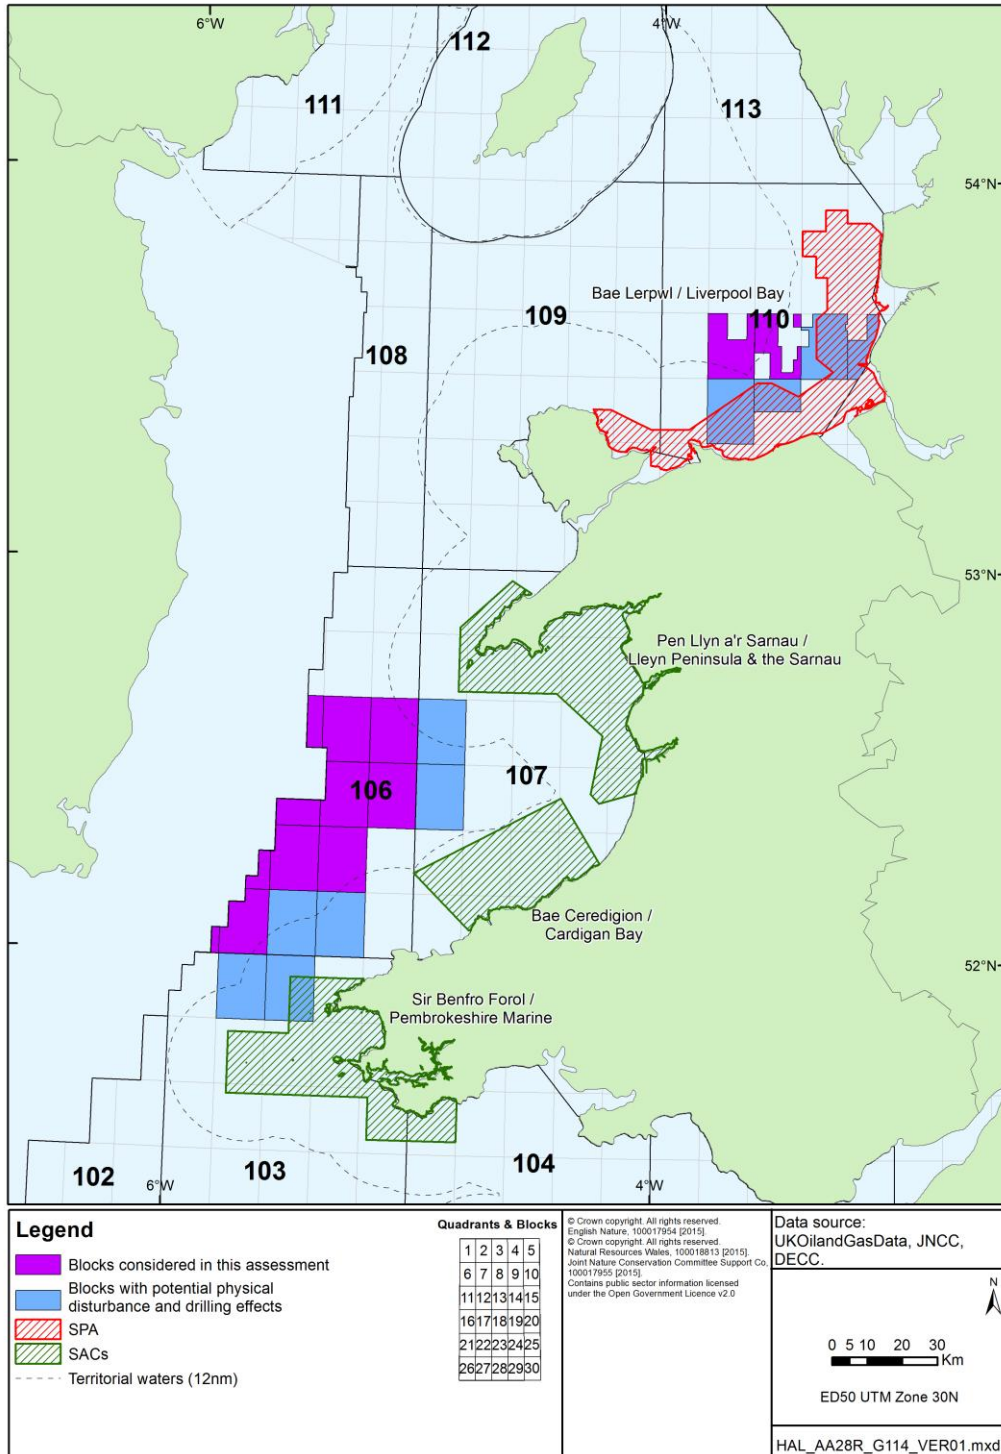 6°W
4°W
112
111
113
54°N
Bae Lerpwl / Liverpool Bay
109
110
108
53°N
Pen Llyn a'r Sarnau /
Lleyn Peninsula & the Sarnau
107
106
Bae Ceredigion /
Cardigan Bay
52°N
Sir Benfro Forol /
Pembrokeshire Marine
102
103
104
6°W
4°W
Legend
Blocks considered in this assessment
Blocks with potential physical
disturbance and drilling effects
SPA
SACs
Territorial waters (12nm)
Quadrants & Blocks
1 2 3 4 5
6 7 8 9 10
11 12 13 14 15
16 17 18 19 20
21 22 23 24 25
26 27 28 29 30
© Crown copyright. All rights reserved.
English Nature, 100017954 [2015].
© Crown copyright. All rights reserved.
Natural Resources Wales, 100018813 [2015].
Joint Nature Conservation Committee Support Co,
100017955 [2015].
Contains public sector information licensed
under the Open Government Licence v2.0
Data source:
UKOilandGasData, JNCC,
DECC.
N
0 5 10 20 30
Km
ED50 UTM Zone 30N
HAL_AA28R_G114_VER01.mxd